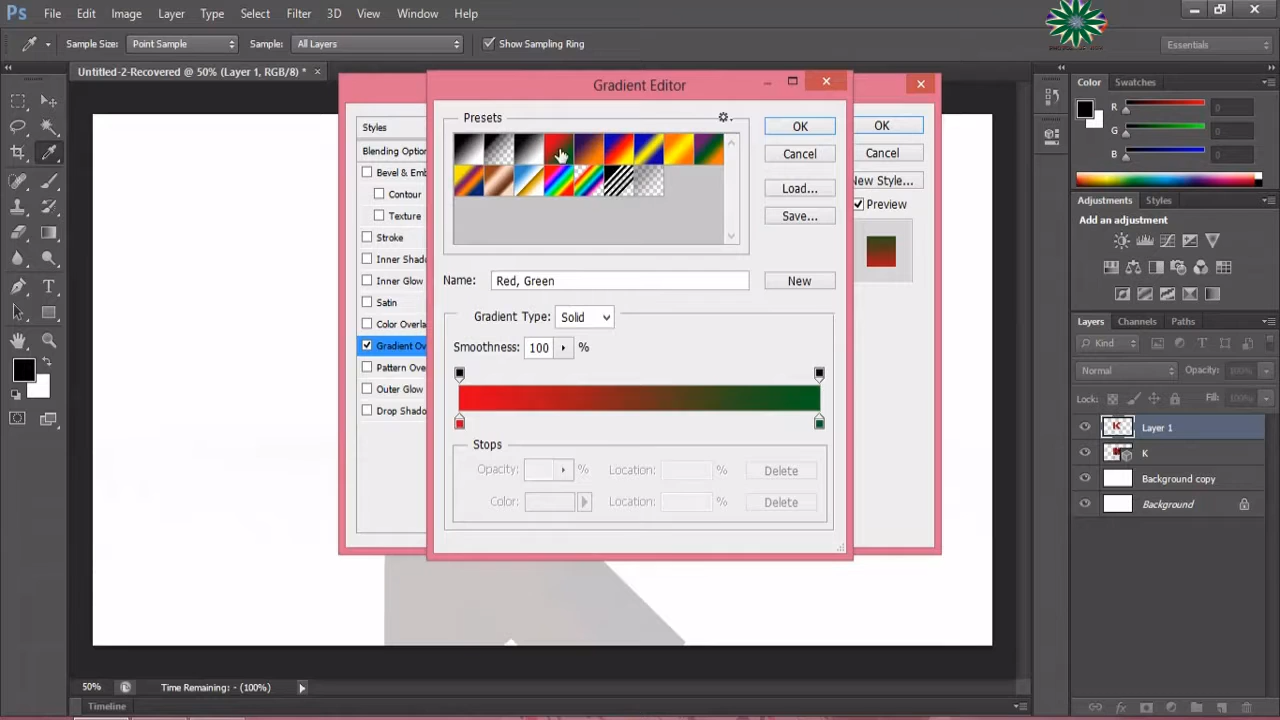 Ps File Edit Image Layer Type Select Filter 3D View Window Help
Sample Size: Point Sample Sample: All Layers Show Sampling Ring Essentials
Untitled-2-Recovered @ 50% (Layer 1, RGB/8) * ×
Gradient Editor
Styles
Blending Option
Bevel & Emb
Contour
Texture
Stroke
Inner Shad
Inner Glow
Satin
Color Overla
Gradient Ov
Pattern Ove
Outer Glow
Drop Shado
Presets
OK
Cancel
Load...
Save...
Name: Red, Green New
Gradient Type: Solid
Smoothness: 100 %
Stops
Opacity: % Location: % Delete
Color: Location: % Delete
OK
Cancel
New Style...
Preview
Color Swatches
R
G
B
Adjustments Styles
Add an adjustment
Layers Channels Paths
Kind
Normal Opacity: 100%
Lock: Fill: 100%
Layer 1
K
Background copy
Background
50% Time Remaining: - (100%)
Timeline